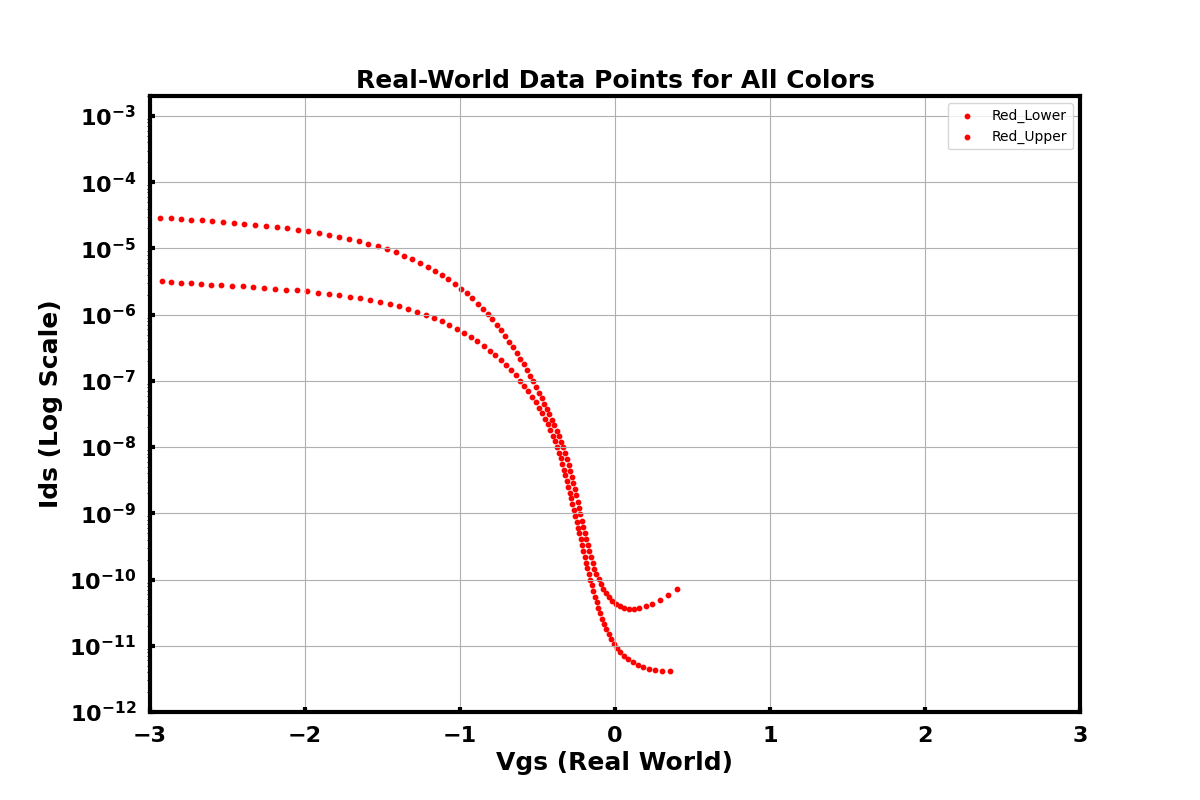 Real-World Data Points for All Colors
Red_Lower
Red_Upper
Ids (Log Scale)
10⁻³
10⁻⁴
10⁻⁵
10⁻⁶
10⁻⁷
10⁻⁸
10⁻⁹
10⁻¹⁰
10⁻¹¹
10⁻¹²
−3 −2 −1 0 1 2 3
Vgs (Real World)